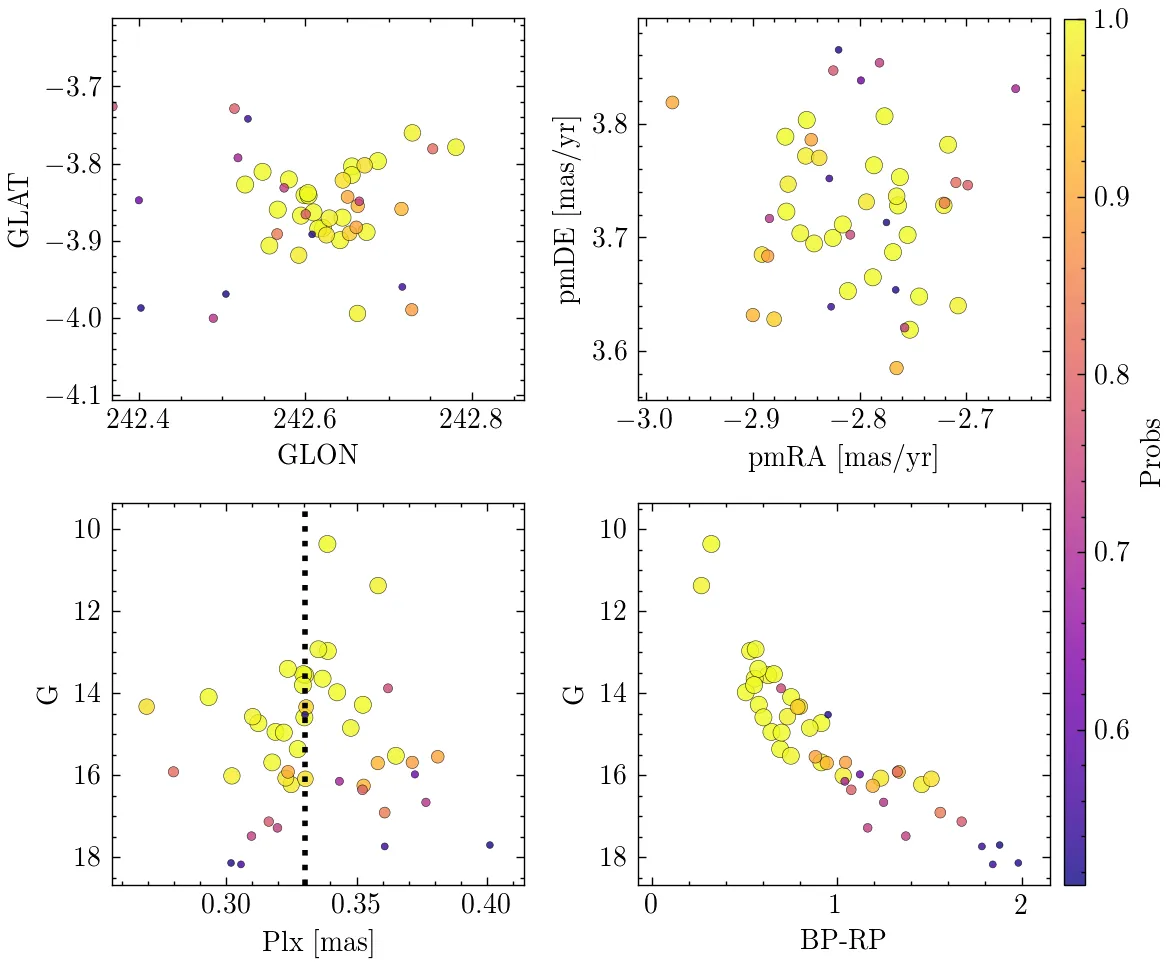 −3.7
−3.8
−3.9
−4.0
−4.1
GLAT
242.4 242.6 242.8
GLON
3.8
3.7
3.6
pmDE [mas/yr]
−3.0 −2.9 −2.8 −2.7
pmRA [mas/yr]
1.0
0.9
0.8
0.7
0.6
Probs
10
12
14
16
18
G
0.30 0.35 0.40
Plx [mas]
10
12
14
16
18
G
0 1 2
BP-RP